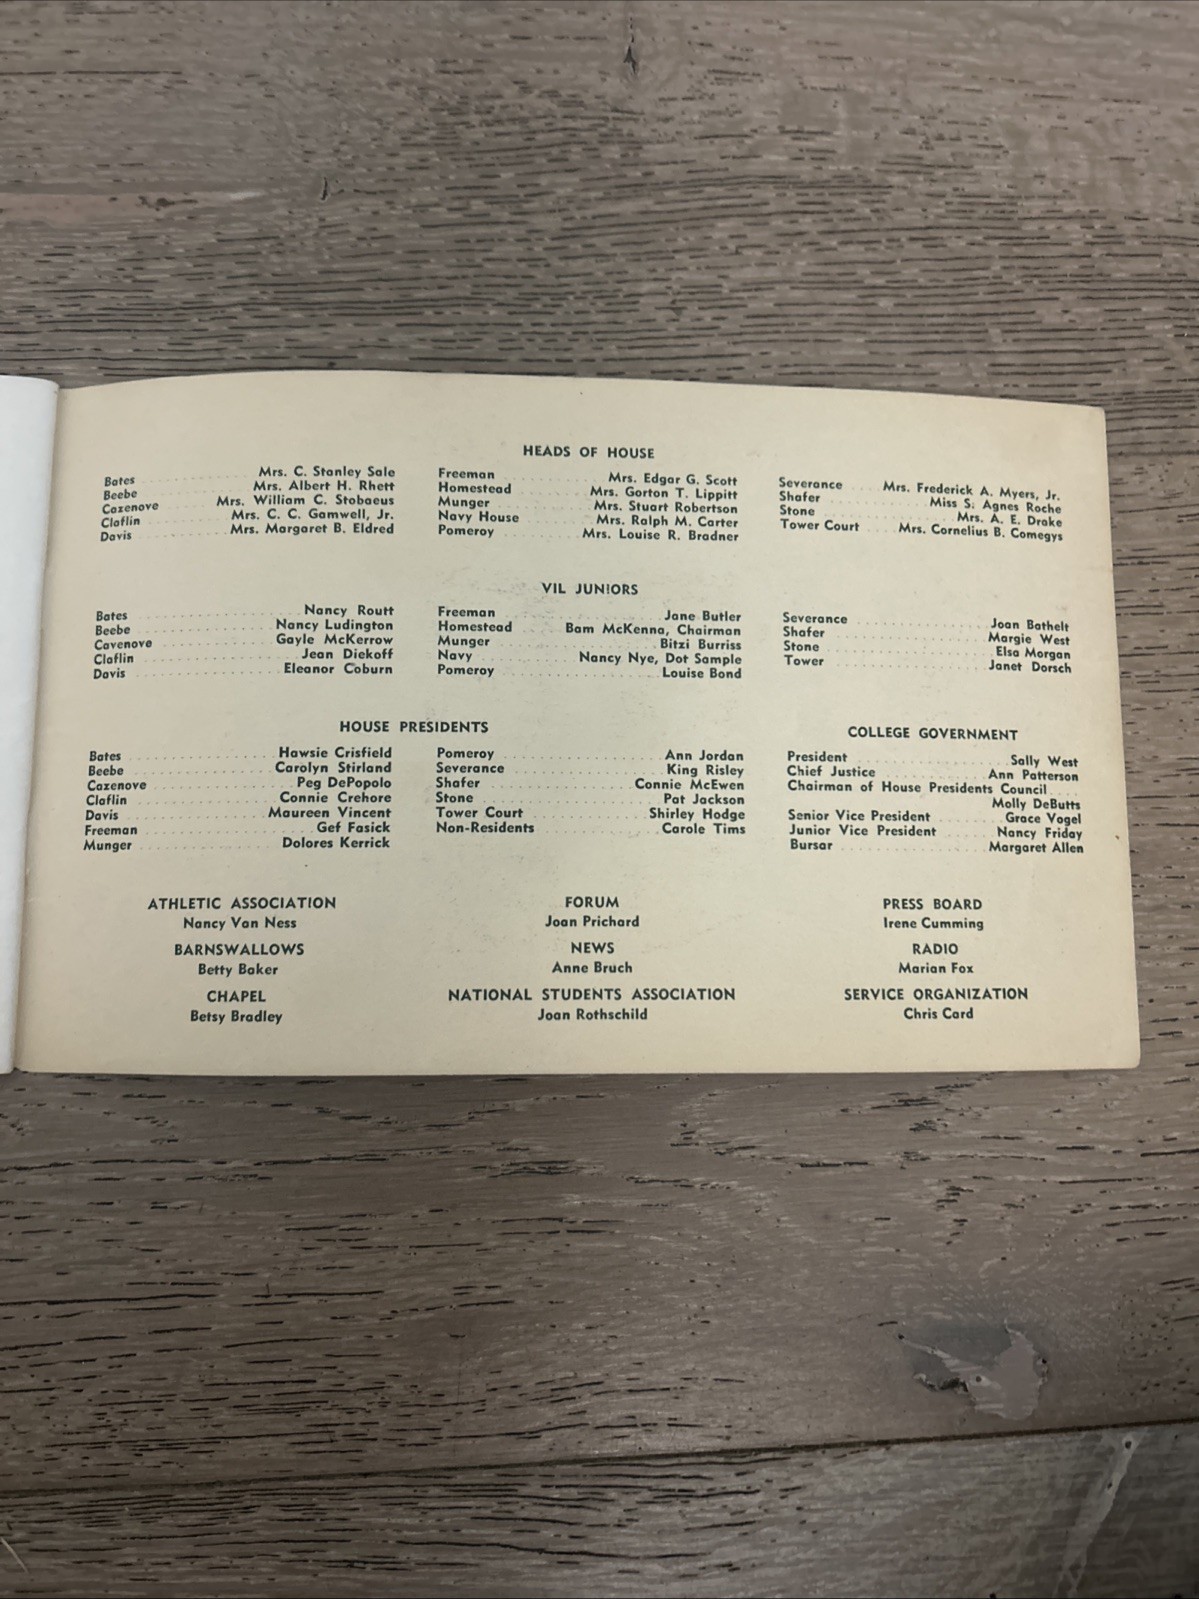 HEADS OF HOUSE
Bates Mrs. C. Stanley Sale
Beebe Mrs. Albert H. Rhett
Cazenove Mrs. William C. Stobaeus
Claflin Mrs. C. C. Gamwell, Jr.
Davis Mrs. Margaret B. Eldred
Freeman Mrs. Edgar G. Scott
Homestead Mrs. Gorton T. Lippitt
Munger Mrs. Stuart Robertson
Navy House Mrs. Ralph M. Carter
Pomeroy Mrs. Louise R. Bradner
Severance Mrs. Frederick A. Myers, Jr.
Shafer Miss S. Agnes Roche
Stone Mrs. A. E. Drake
Tower Court Mrs. Cornelius B. Comegys
VIL JUNIORS
Bates Nancy Routt
Beebe Nancy Ludington
Cavenove Gayle McKerrow
Claflin Jean Diekoff
Davis Eleanor Coburn
Freeman Jane Butler
Homestead Bam McKenna, Chairman
Munger Bitzi Burriss
Navy Nancy Nye, Dot Sample
Pomeroy Louise Bond
Severance Joan Bathelt
Shafer Margie West
Stone Elsa Morgan
Tower Janet Dorsch
HOUSE PRESIDENTS
Bates Hawsie Crisfield
Beebe Carolyn Stirland
Cazenove Peg DePopolo
Claflin Connie Crehore
Davis Maureen Vincent
Freeman Gef Fasick
Munger Dolores Kerrick
Pomeroy Ann Jordan
Severance King Risley
Shafer Connie McEwen
Stone Pat Jackson
Tower Court Shirley Hodge
Non-Residents Carole Tims
COLLEGE GOVERNMENT
President Sally West
Chief Justice Ann Patterson
Chairman of House Presidents Council
Molly DeButts
Senior Vice President Grace Vogel
Junior Vice President Nancy Friday
Bursar Margaret Allen
ATHLETIC ASSOCIATION
Nancy Van Ness
BARNSWALLOWS
Betty Baker
CHAPEL
Betsy Bradley
FORUM
Joan Prichard
NEWS
Anne Bruch
NATIONAL STUDENTS ASSOCIATION
Joan Rothschild
PRESS BOARD
Irene Cumming
RADIO
Marian Fox
SERVICE ORGANIZATION
Chris Card